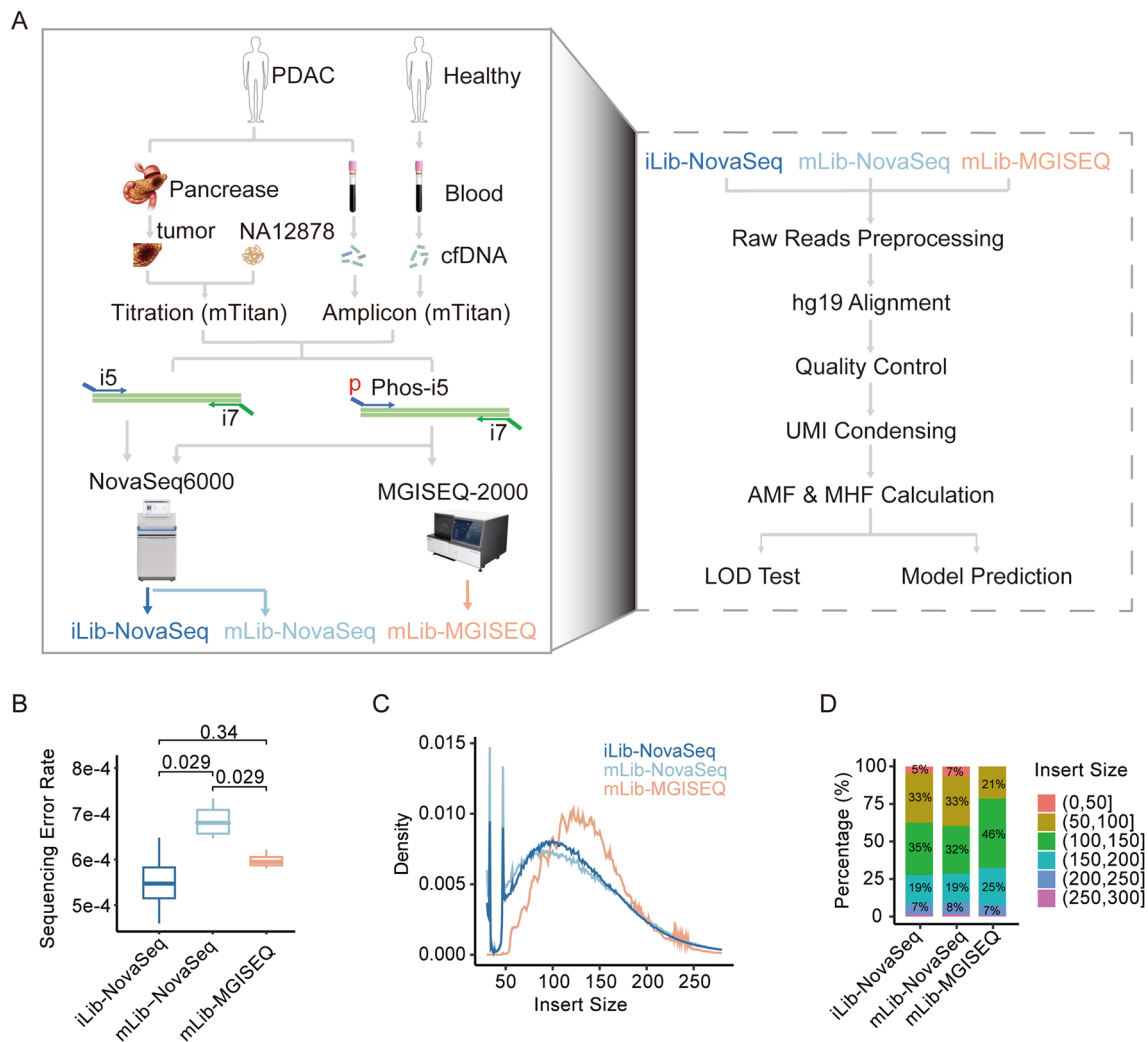 A
PDAC
Healthy
Pancrease
Blood
tumor
NA12878
cfDNA
Titration (mTitan)
Amplicon (mTitan)
i5
i7
p
Phos-i5
i7
NovaSeq6000
MGISEQ-2000
iLib-NovaSeq
mLib-NovaSeq
mLib-MGISEQ
iLib-NovaSeq mLib-NovaSeq mLib-MGISEQ
Raw Reads Preprocessing
hg19 Alignment
Quality Control
UMI Condensing
AMF & MHF Calculation
LOD Test
Model Prediction
B
Sequencing Error Rate
8e-4
7e-4
6e-4
5e-4
0.34
0.029
0.029
iLib-NovaSeq
mLib-NovaSeq
mLib-MGISEQ
C
Density
0.015
0.010
0.005
0.000
iLib-NovaSeq
mLib-NovaSeq
mLib-MGISEQ
50
100
150
200
250
Insert Size
D
Percentage (%)
100
75
50
25
0
5%
33%
35%
19%
7%
7%
33%
32%
19%
8%
21%
46%
25%
7%
iLib-NovaSeq
mLib-NovaSeq
mLib-MGISEQ
Insert Size
(0,50]
(50,100]
(100,150]
(150,200]
(200,250]
(250,300]